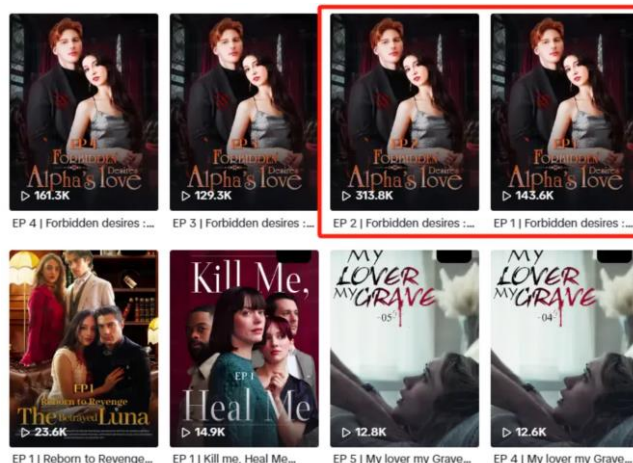 EP 4
FORBIDDEN
Desires
Alpha's love
161.3K
EP 3
FORBIDDEN
Desires
Alpha's love
129.3K
EP 2
FORBIDDEN
Desires
Alpha's love
313.8K
EP 1
FORBIDDEN
Desires
Alpha's love
143.6K
EP 4 | Forbidden desires :...
EP 3 | Forbidden desires :...
EP 2 | Forbidden desires :...
EP 1 | Forbidden desires :...
EP 1
Reborn to Revenge
The Betrayed Luna
23.6K
Kill Me,
EP 1
Heal Me
14.9K
MY
LOVER
MY GRAVE
-05-
12.8K
MY
LOVER
MY GRAVE
-04-
12.6K
EP 1 | Reborn to Revenge...
EP 1 | Kill me, Heal Me...
EP 5 | My lover my Grave...
EP 4 | My lover my Grave...